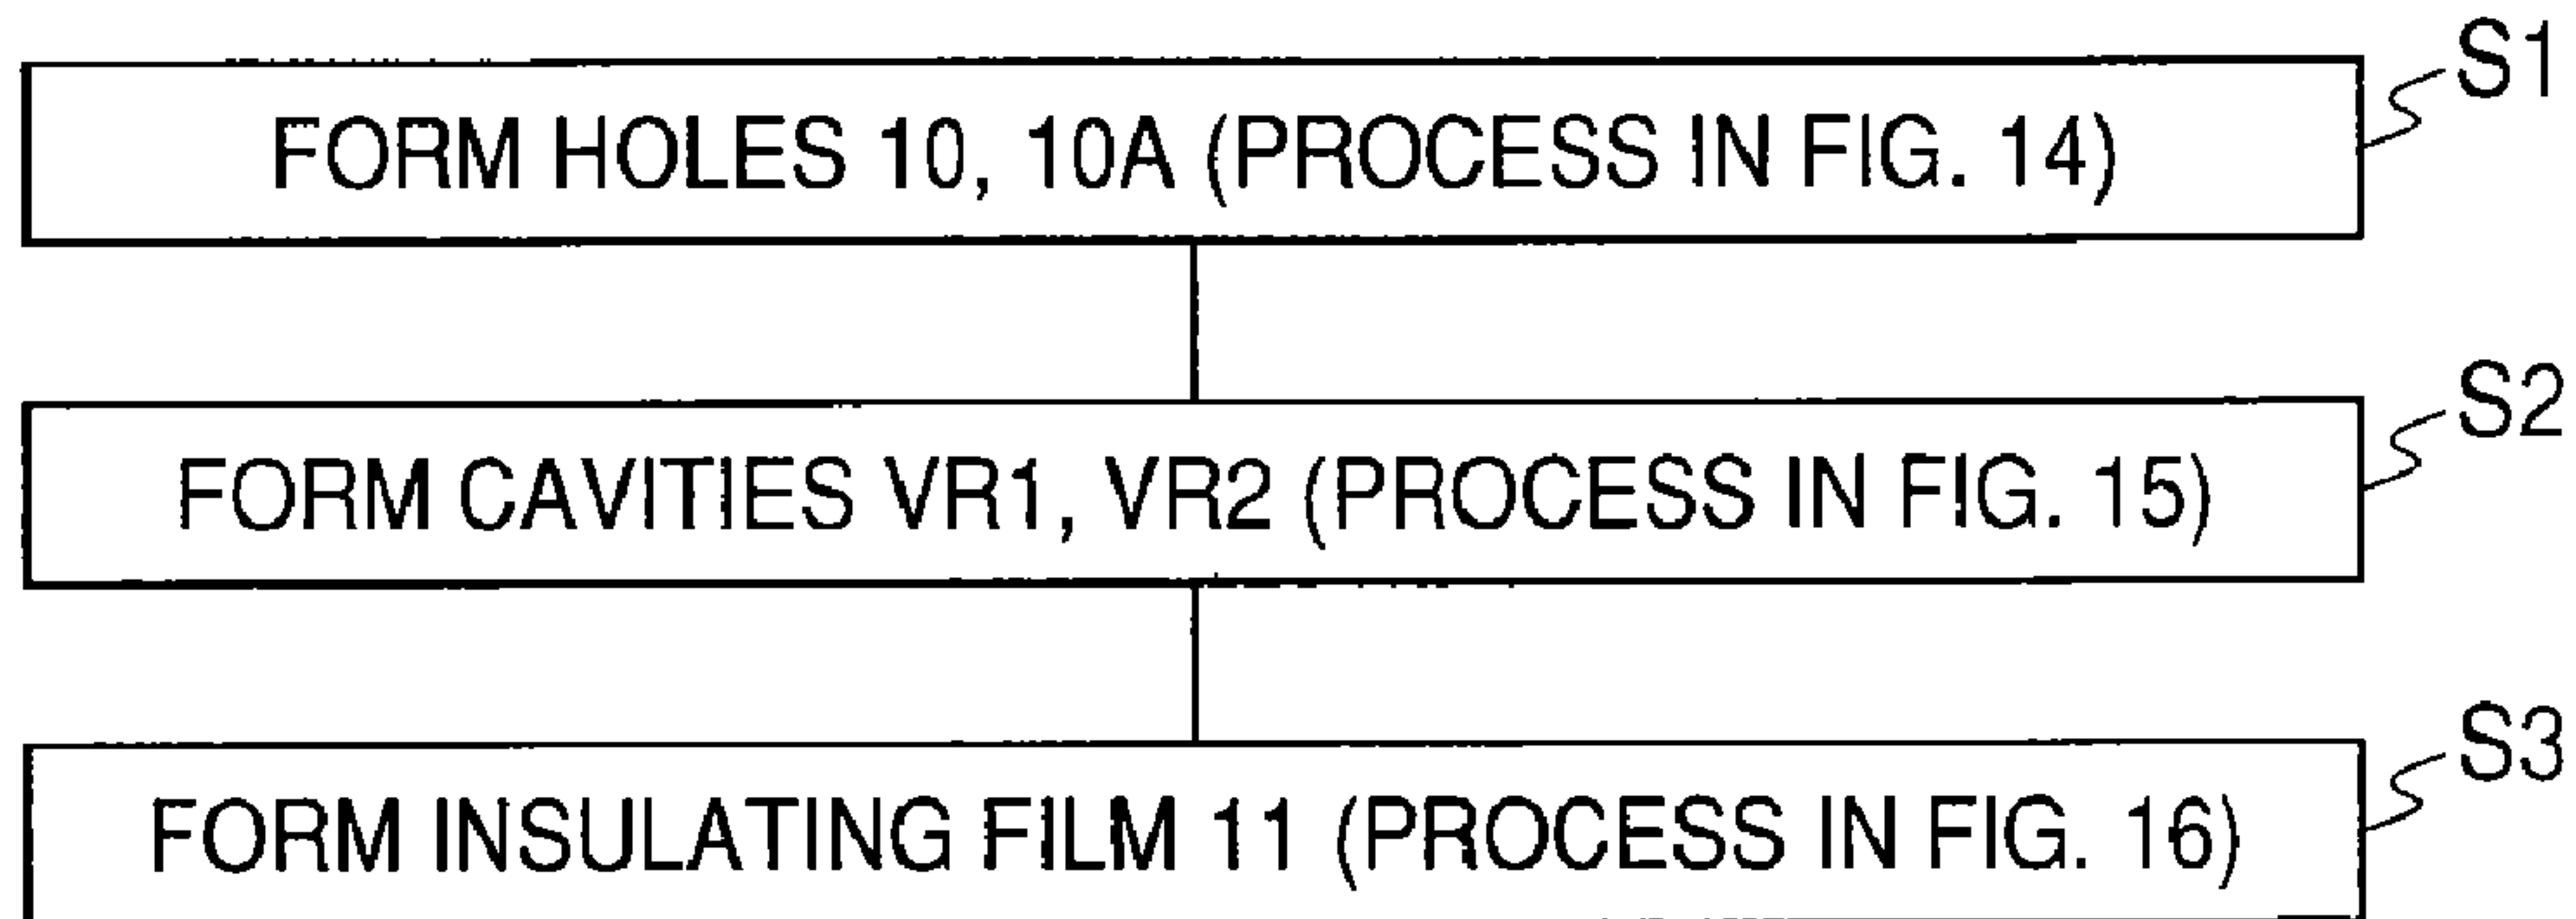 S1
FORM HOLES 10, 10A (PROCESS IN FIG. 14)
S2
FORM CAVITIES VR1, VR2 (PROCESS IN FIG. 15)
S3
FORM INSULATING FILM 11 (PROCESS IN FIG. 16)